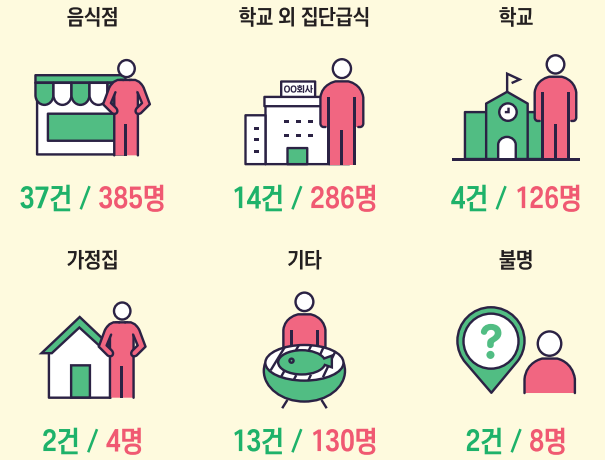 음식점
학교 외 집단급식
학교
OO회사
37건 / 385명
14건 / 286명
4건 / 126명
가정집
기타
불명
?
2건 / 4명
13건 / 130명
2건 / 8명